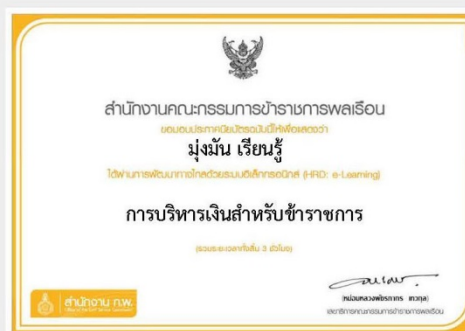 สำนักงานคณะกรรมการข้าราชการพลเรือน
ขอมอบประกาศนียบัตรฉบับนี้ให้เพื่อแสดงว่า
มุ่งมั่น เรียนรู้
ได้ผ่านการพัฒนาทางไกลด้วยระบบอิเล็กทรอนิกส์ (HRD: e-Learning)
การบริหารเงินสำหรับข้าราชการ
(รวมระยะเวลาทั้งสิ้น 3 ชั่วโมง)
(หม่อมหลวงพัชรภากร เทวกุล)
เลขาธิการคณะกรรมการข้าราชการพลเรือน
สำนักงาน ก.พ.